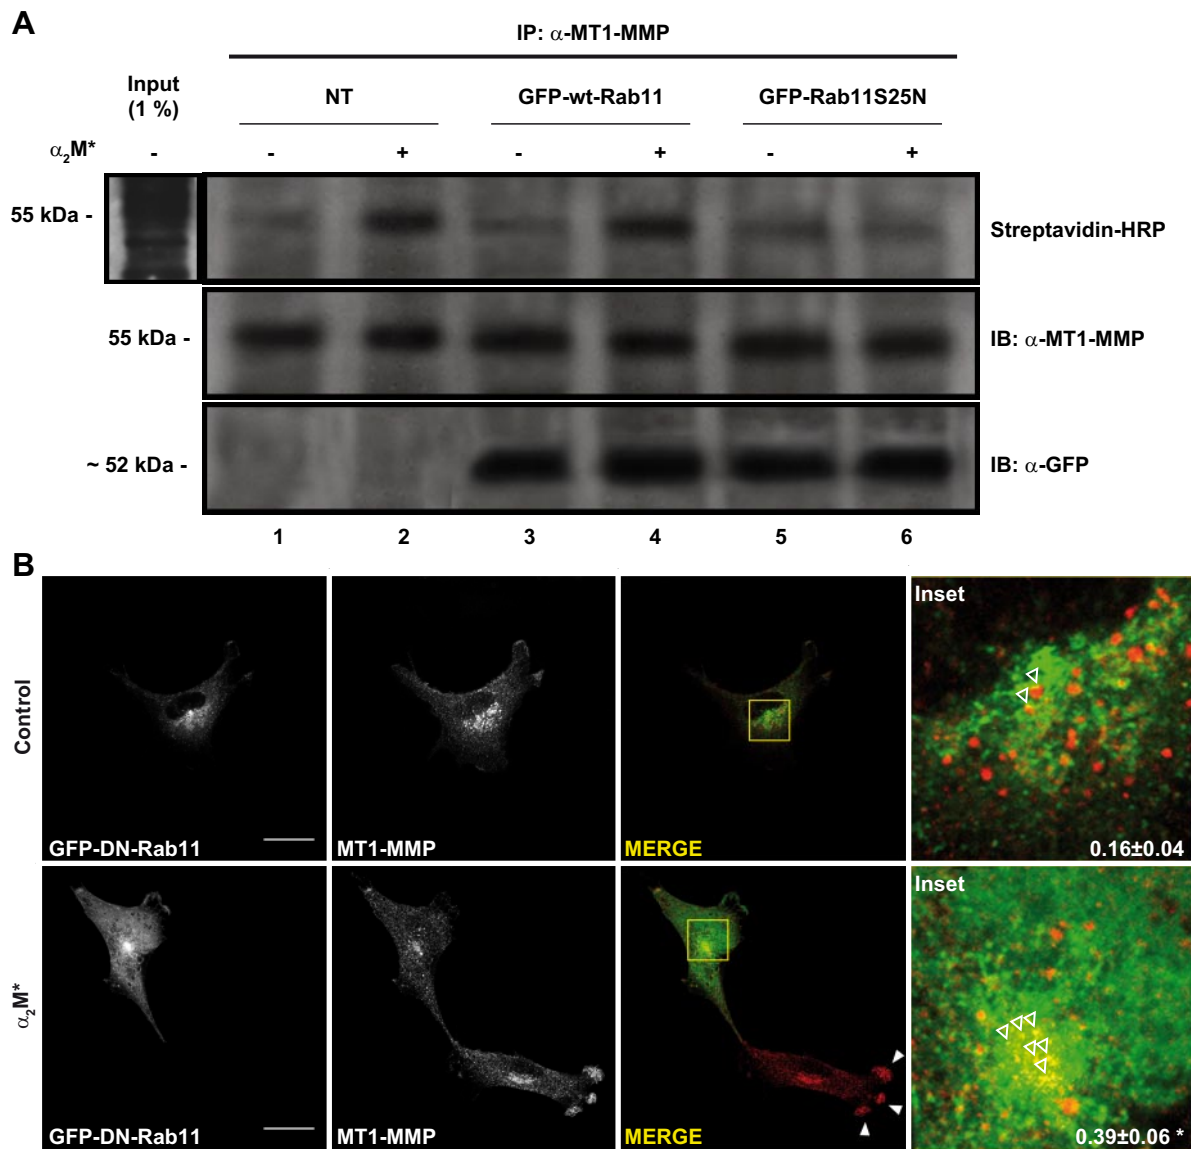 A
IP: α-MT1-MMP
Input
(1 %)
NT GFP-wt-Rab11 GFP-Rab11S25N
α₂M* - - + - + - +
55 kDa - Streptavidin-HRP
55 kDa - IB: α-MT1-MMP
~ 52 kDa - IB: α-GFP
1 2 3 4 5 6
B
Control
GFP-DN-Rab11 MT1-MMP MERGE
Inset
0.16±0.04
α₂M*
GFP-DN-Rab11 MT1-MMP MERGE
Inset
0.39±0.06 *